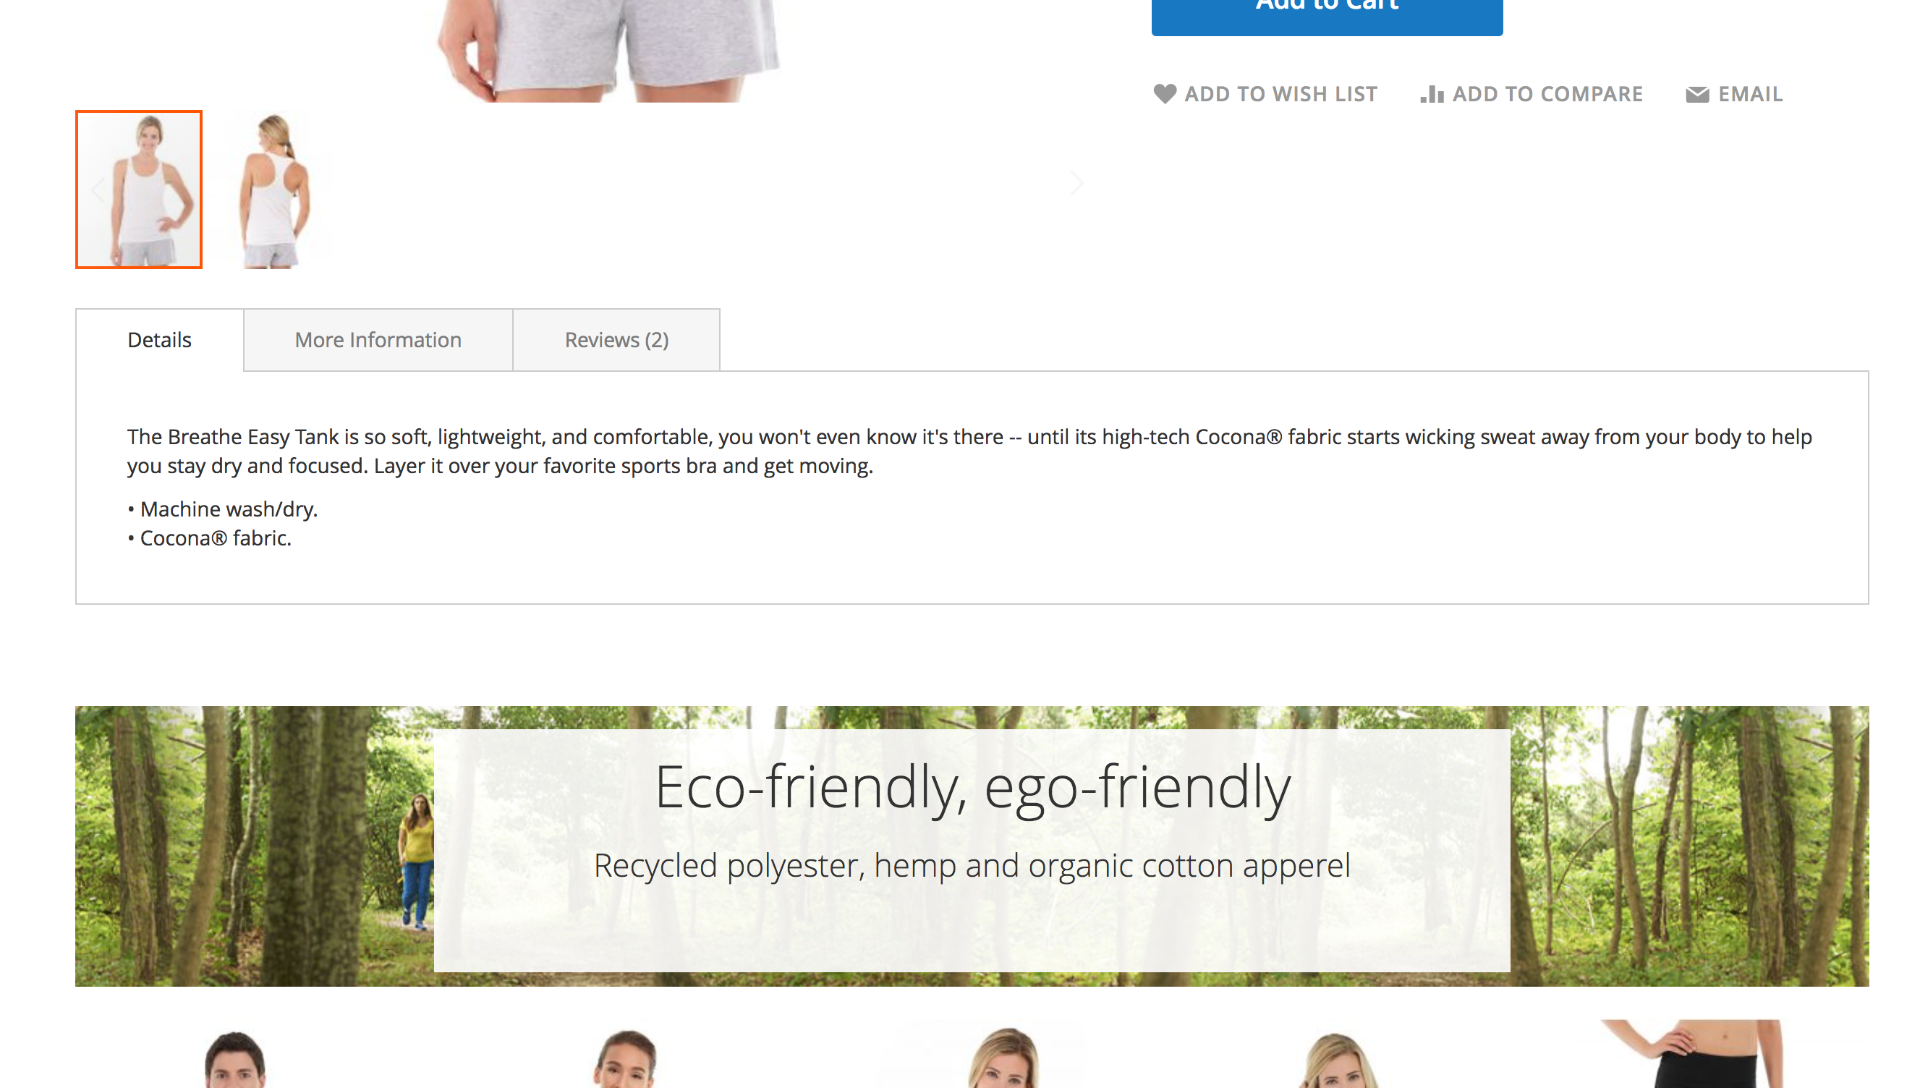 Add to Cart
ADD TO WISH LIST ADD TO COMPARE EMAIL
Details More Information Reviews (2)
The Breathe Easy Tank is so soft, lightweight, and comfortable, you won't even know it's there -- until its high-tech Cocona® fabric starts wicking sweat away from your body to help
you stay dry and focused. Layer it over your favorite sports bra and get moving.
• Machine wash/dry.
• Cocona® fabric.
Eco-friendly, ego-friendly
Recycled polyester, hemp and organic cotton apperel